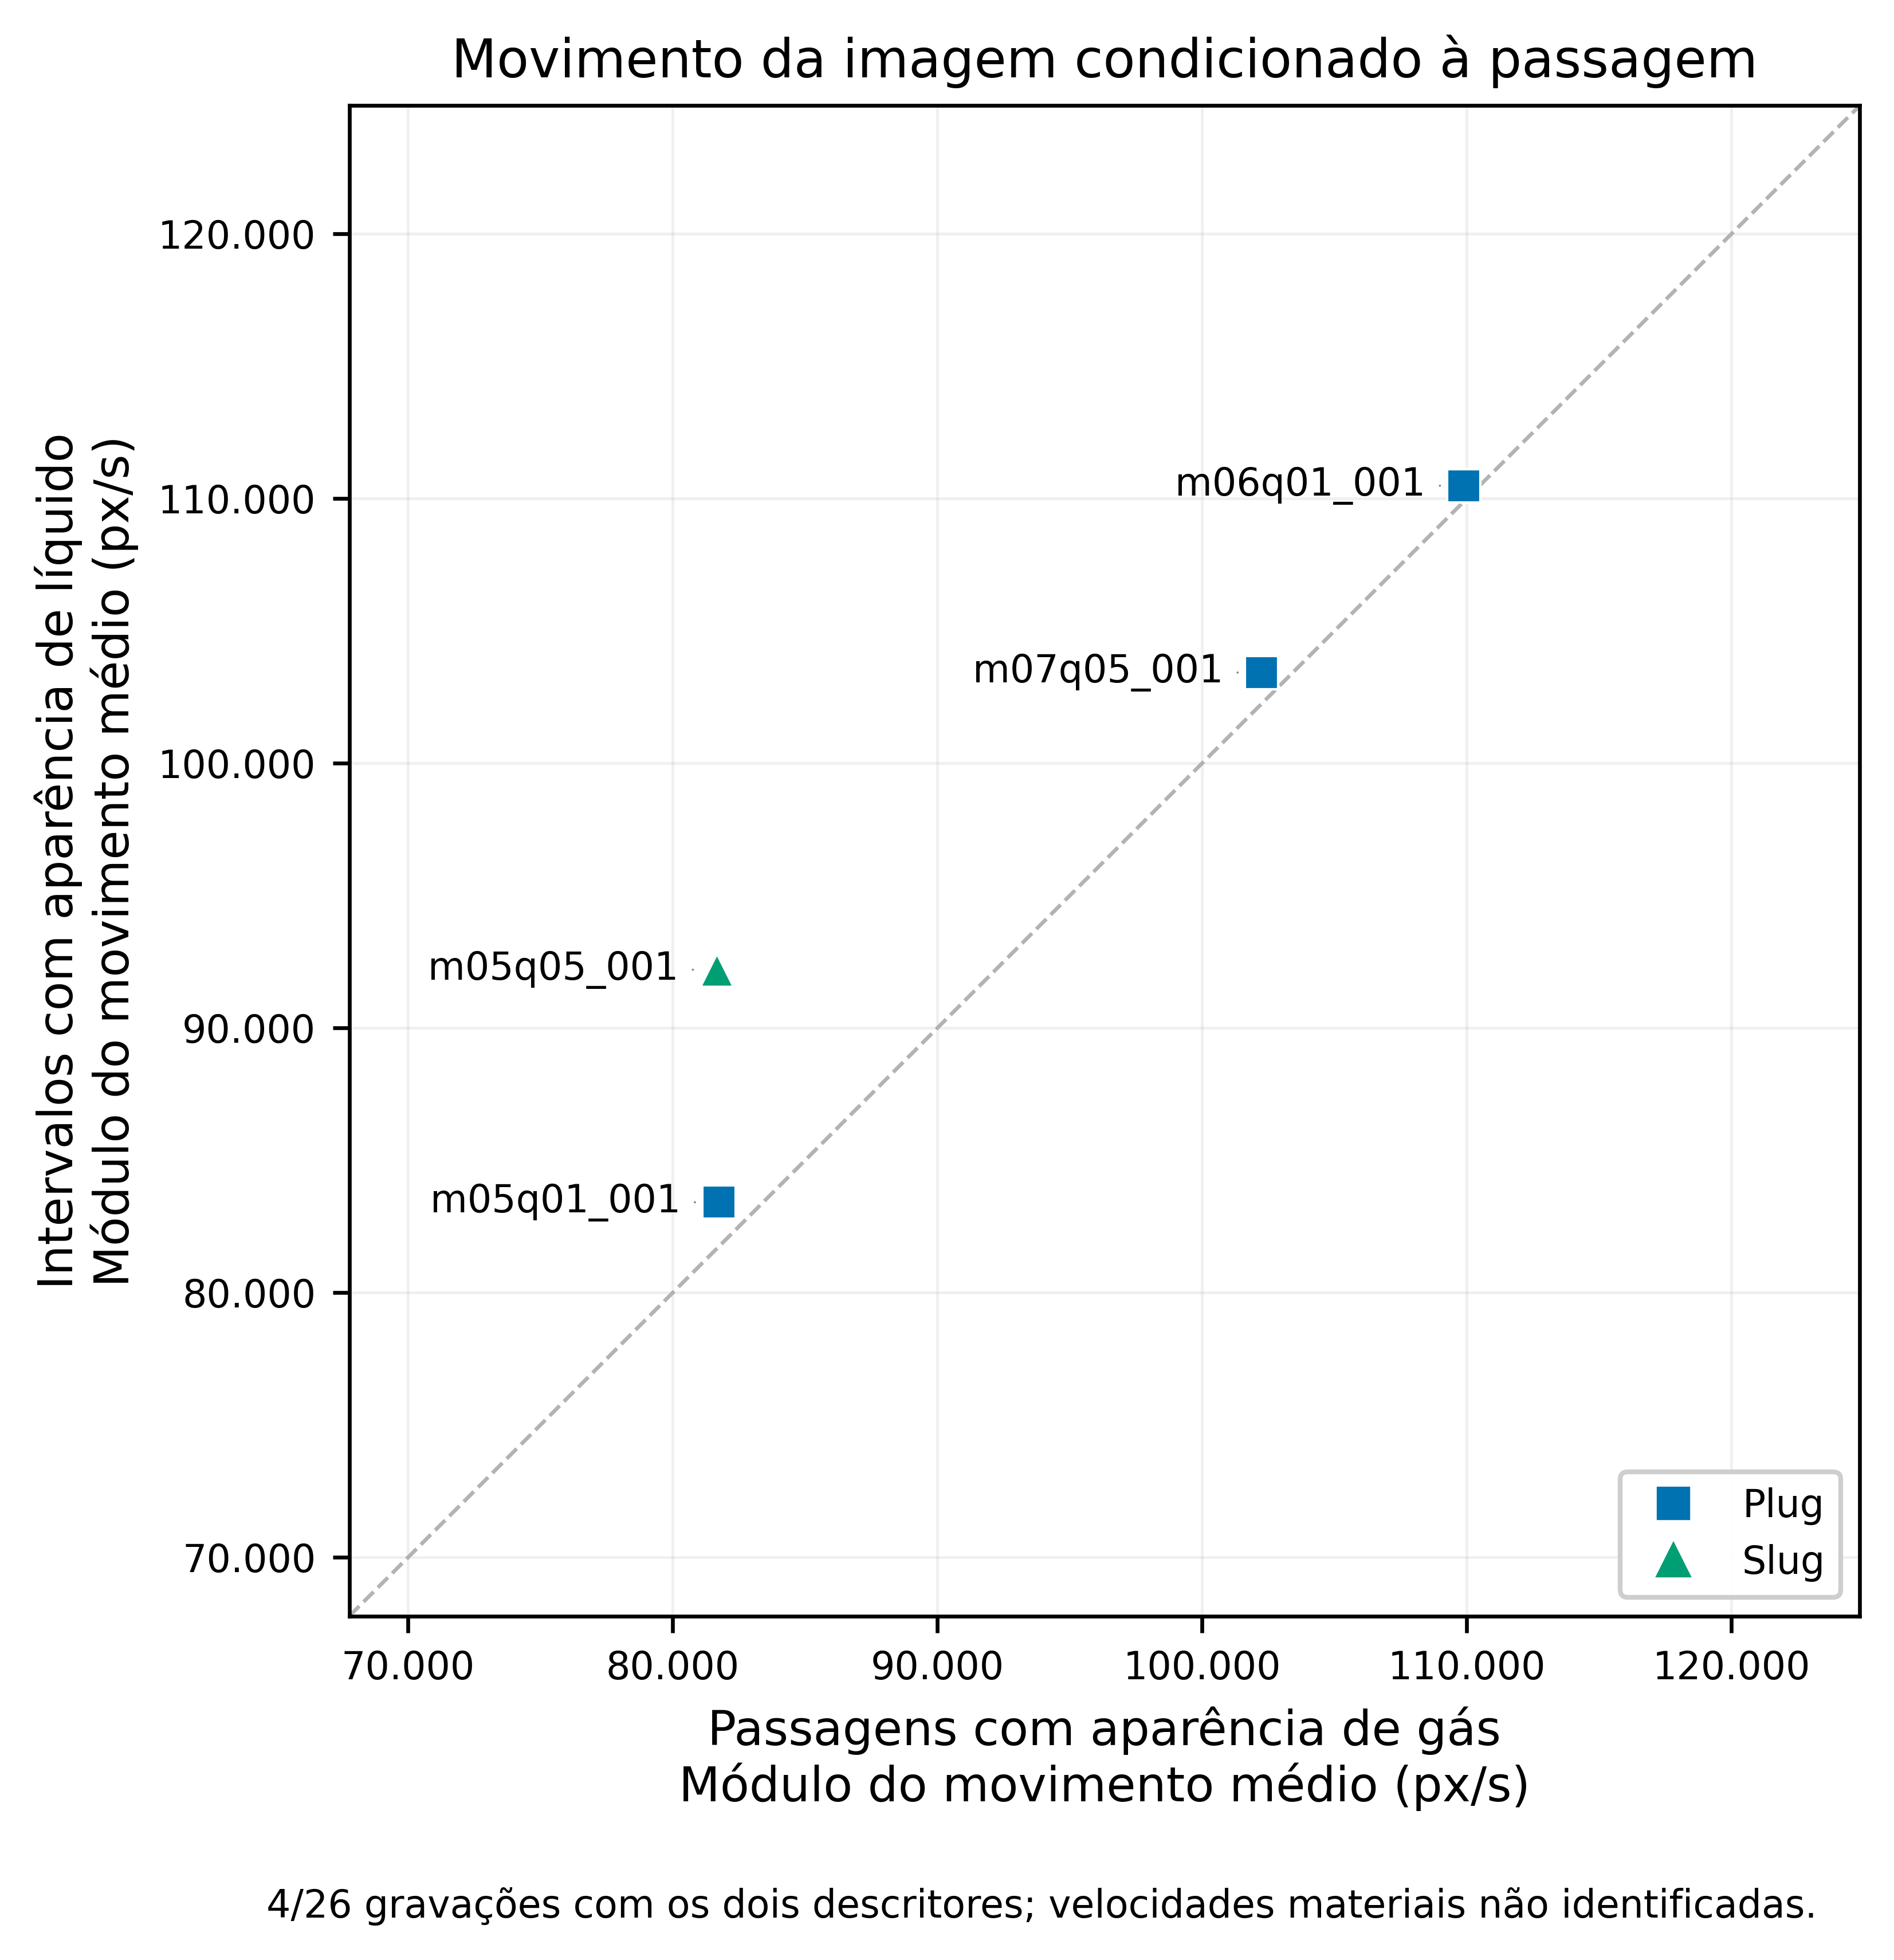 Movimento da imagem condicionado à passagem
Intervalos com aparência de líquido
Módulo do movimento médio (px/s)
120.000
110.000
100.000
90.000
80.000
70.000
m06q01_001
m07q05_001
m05q05_001
m05q01_001
Plug
Slug
70.000 80.000 90.000 100.000 110.000 120.000
Passagens com aparência de gás
Módulo do movimento médio (px/s)
4/26 gravações com os dois descritores; velocidades materiais não identificadas.